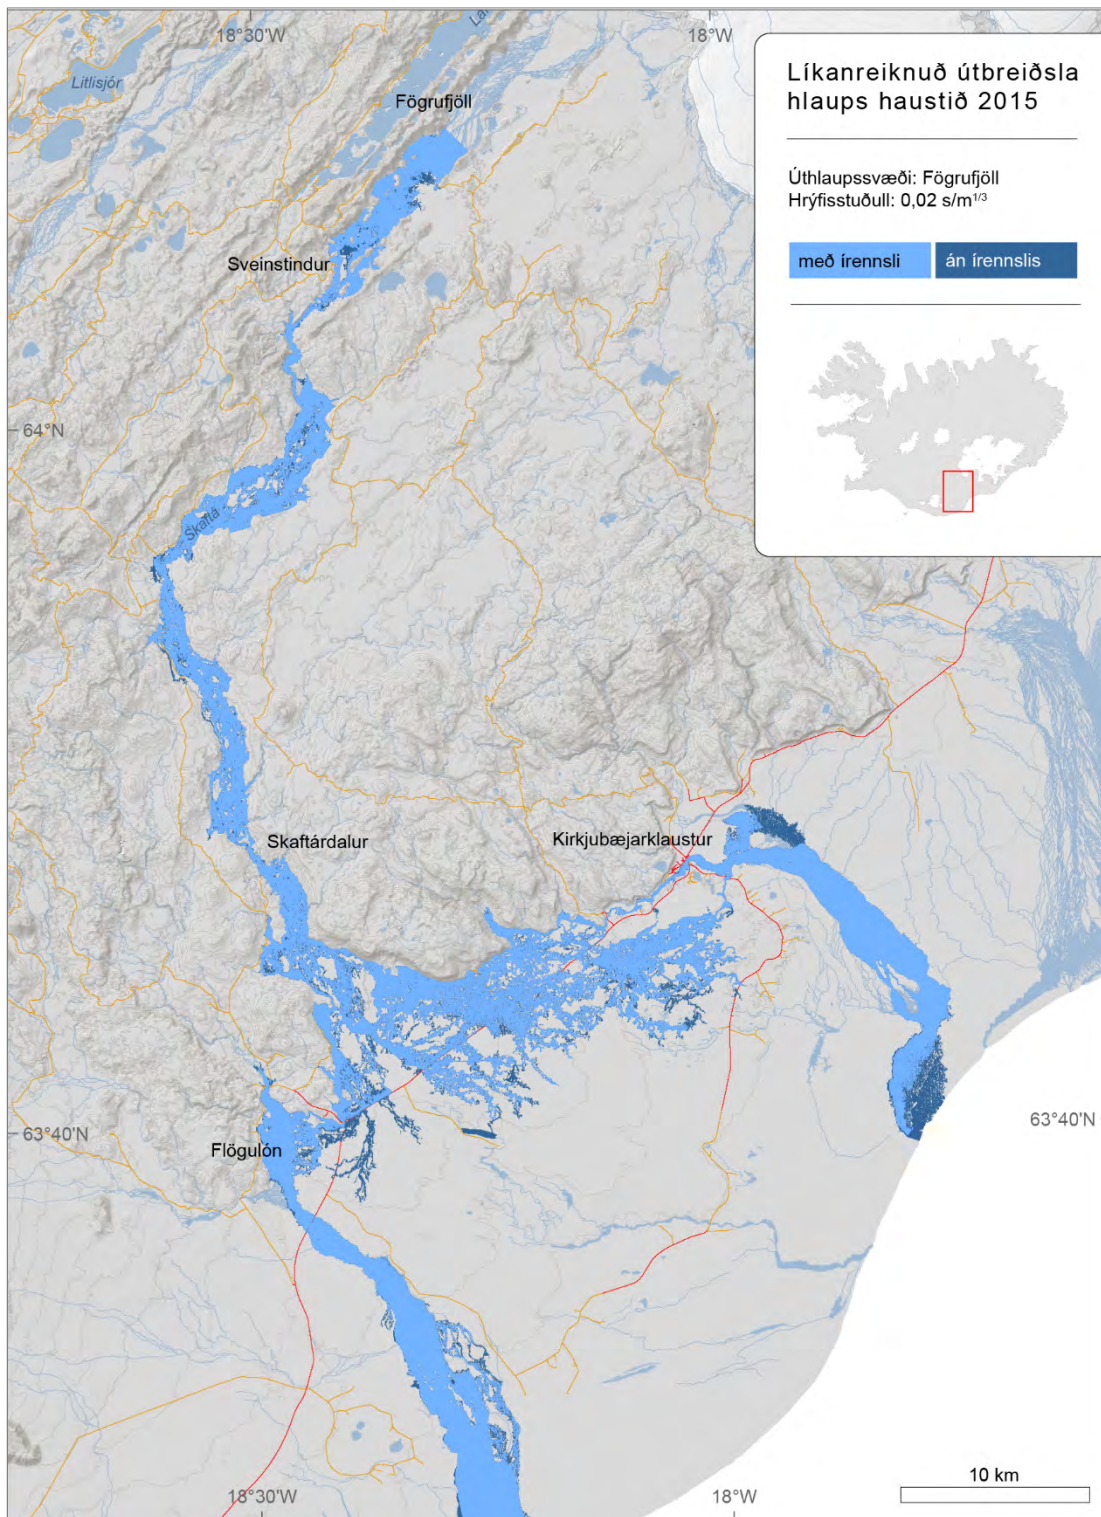 18°30'W
18°W
Litlisjór
La
Fögrufjöll
Líkanreiknuð útbreiðsla
hlaups haustið 2015
Úthlaupssvæði: Fögrufjöll
Hrýfisstuðull: 0,02 s/m1/3
með írennsli
án írennslis
Sveinstindur
64°N
Skaftá
Skaftárdalur
Kirkjubæjarklaustur
63°40'N
63°40'N
Flögulón
10 km
18°30'W
18°W